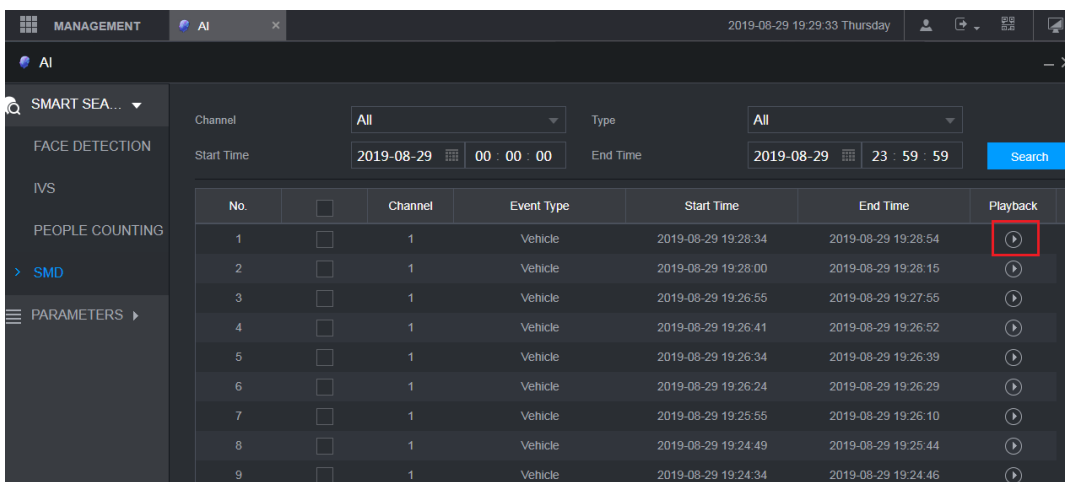 MANAGEMENT AI × 2019-08-29 19:29:33 Thursday
AI
SMART SEA...
Channel All Type All
FACE DETECTION
Start Time 2019-08-29 00 : 00 : 00 End Time 2019-08-29 23 : 59 : 59 Search
IVS
No. Channel Event Type Start Time End Time Playback
PEOPLE COUNTING
1 1 Vehicle 2019-08-29 19:28:34 2019-08-29 19:28:54
SMD
2 1 Vehicle 2019-08-29 19:28:00 2019-08-29 19:28:15
3 1 Vehicle 2019-08-29 19:26:55 2019-08-29 19:27:55
PARAMETERS
4 1 Vehicle 2019-08-29 19:26:41 2019-08-29 19:26:52
5 1 Vehicle 2019-08-29 19:26:34 2019-08-29 19:26:39
6 1 Vehicle 2019-08-29 19:26:24 2019-08-29 19:26:29
7 1 Vehicle 2019-08-29 19:25:55 2019-08-29 19:26:10
8 1 Vehicle 2019-08-29 19:24:49 2019-08-29 19:25:44
9 1 Vehicle 2019-08-29 19:24:34 2019-08-29 19:24:46